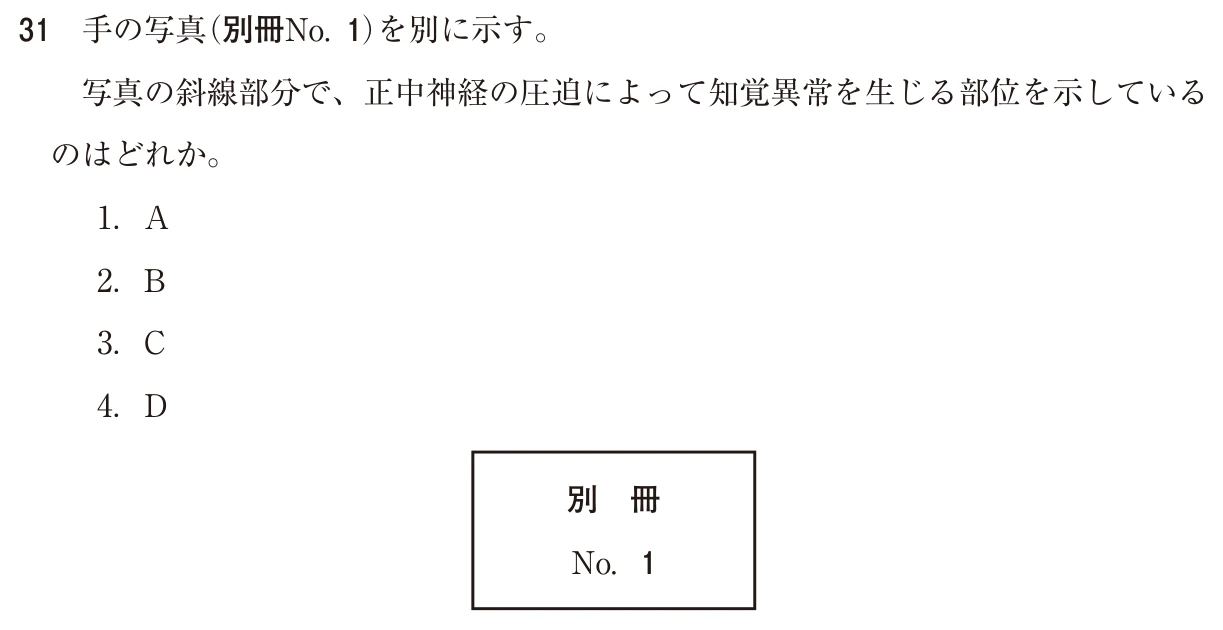 31 手の写真(別冊No. 1)を別に示す。
写真の斜線部分で、正中神経の圧迫によって知覚異常を生じる部位を示している
のはどれか。
1. A
2. B
3. C
4. D
別 冊
No. 1